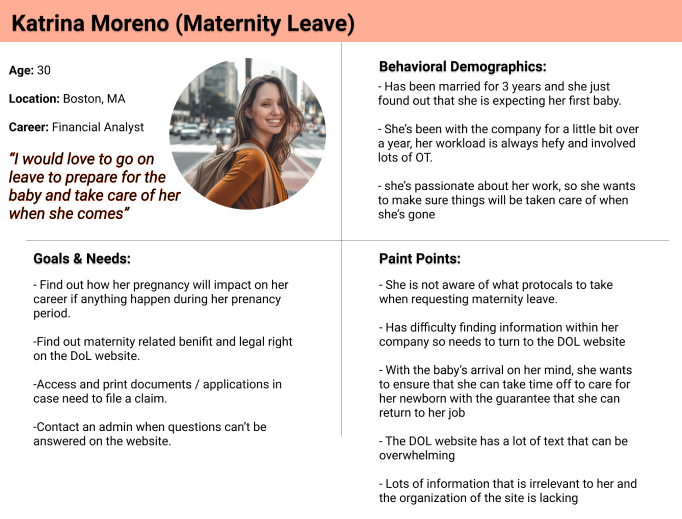 Katrina Moreno (Maternity Leave)
Age: 30
Location: Boston, MA
Career: Financial Analyst
“I would love to go on
leave to prepare for the
baby and take care of her
when she comes”
Behavioral Demographics:
- Has been married for 3 years and she just
found out that she is expecting her first baby.
- She’s been with the company for a little bit over
a year, her workload is always hefy and involved
lots of OT.
- she’s passionate about her work, so she wants
to make sure things will be taken care of when
she’s gone
Goals & Needs:
- Find out how her pregnancy will impact on her
career if anything happen during her prenancy
period.
-Find out maternity related benifit and legal right
on the DoL website.
-Access and print documents / applications in
case need to file a claim.
-Contact an admin when questions can’t be
answered on the website.
Paint Points:
- She is not aware of what protocals to take
when requesting maternity leave.
- Has difficulty finding information within her
company so needs to turn to the DOL website
- With the baby’s arrival on her mind, she wants
to ensure that she can take time off to care for
her newborn with the guarantee that she can
return to her job
- The DOL website has a lot of text that can be
overwhelming
- Lots of information that is irrelevant to her and
the organization of the site is lacking